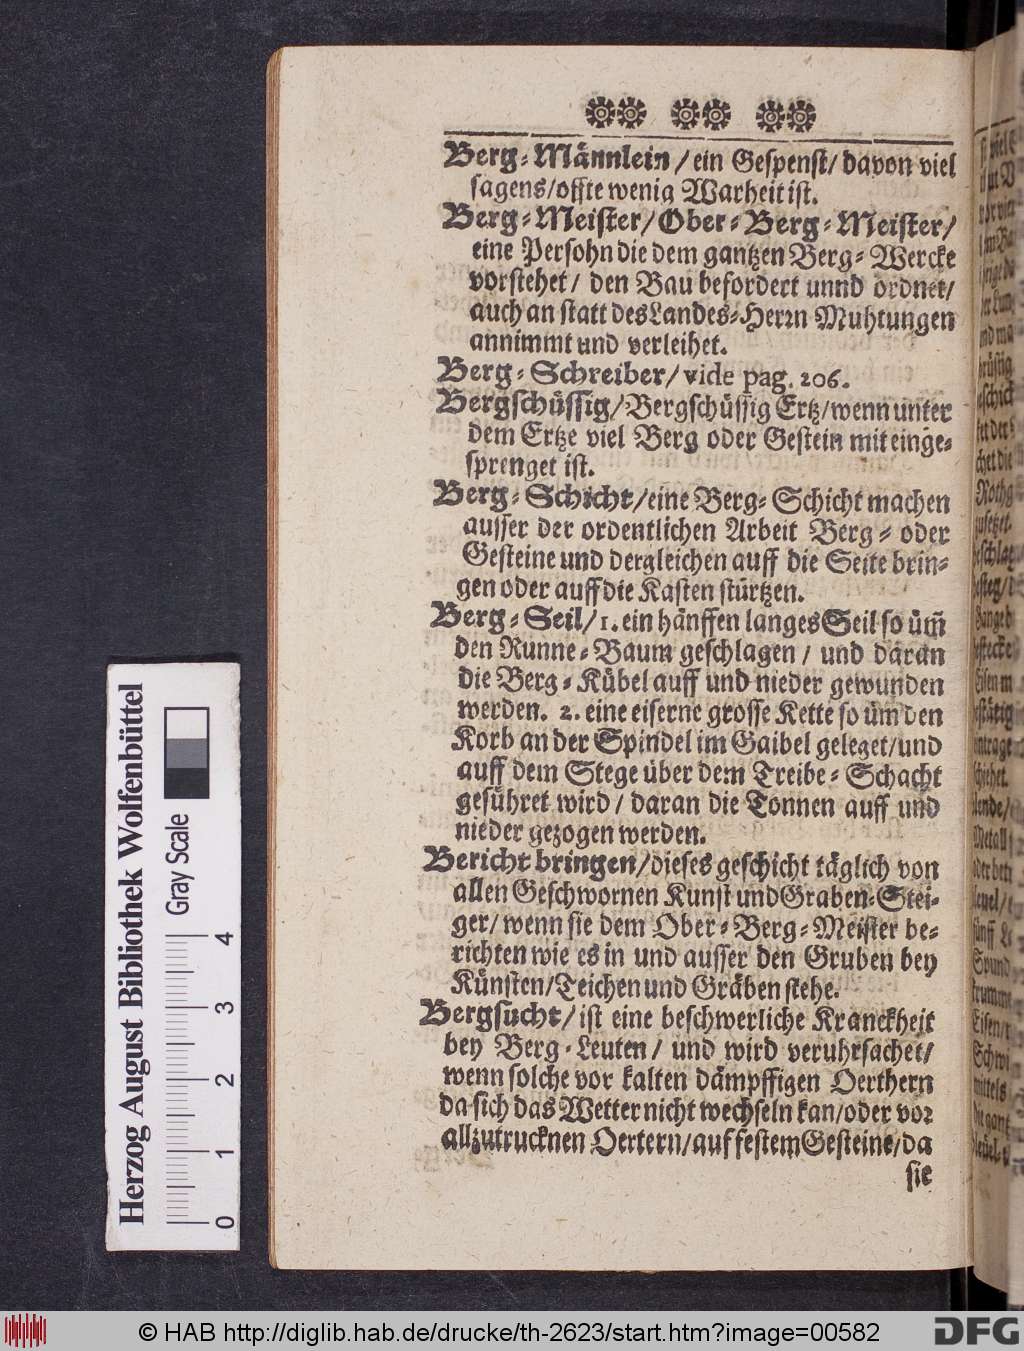 Berg-Männlein / ein Gespenst / davon viel
sagens / offte wenig Warheit ist.
Berg-Meister / Ober-Berg-Meister /
eine Persohn die dem gantzen Berg-Wercke
vorstehet / den Bau befordert unnd ordnet /
auch an statt des Landes-Herrn Muhtungen
annimmt und verleihet.
Berg-Schreiber / vide pag. 206.
Bergschüssig / Bergschüssig Ertz / wenn unter
dem Ertze viel Berg oder Gestein mit einge-
sprenget ist.
Berg-Schicht / eine Berg-Schicht machen
ausser der ordentlichen Arbeit Berg- oder
Gesteine und dergleichen auff die Seite brin-
gen oder auff die Kasten stürtzen.
Berg-Seil / 1. ein hänffen langes Seil so üm̃
den Runne-Baum geschlagen / und daran
die Berg-Kübel auff und nieder gewunden
werden. 2. eine eiserne grosse Kette so üm den
Korb an der Spindel im Gaibel geleget / und
auff dem Stege über dem Treibe-Schacht
geführet wird / daran die Tonnen auff und
nieder gezogen werden.
Bericht bringen / dieses geschicht täglich von
allen Geschwornen Kunst und Graben-Stei-
ger / wenn sie dem Ober-Berg-Meister be-
richten wie es in und ausser den Gruben bey
Künsten / Teichen und Gräben stehe.
Bergsucht / ist eine beschwerliche Kranckheit
bey Berg-Leuten / und wird veruhrsachet /
wenn solche vor kalten dämpffigen Oerthern
da sich das Wetter nicht wechseln kan / oder vor
allzutrucknen Oertern / auf festem Gesteine / da
sie
Herzog August Bibliothek Wolfenbüttel
Gray Scale
0 1 2 3 4
© HAB http://diglib.hab.de/drucke/th-2623/start.htm?image=00582
DFG